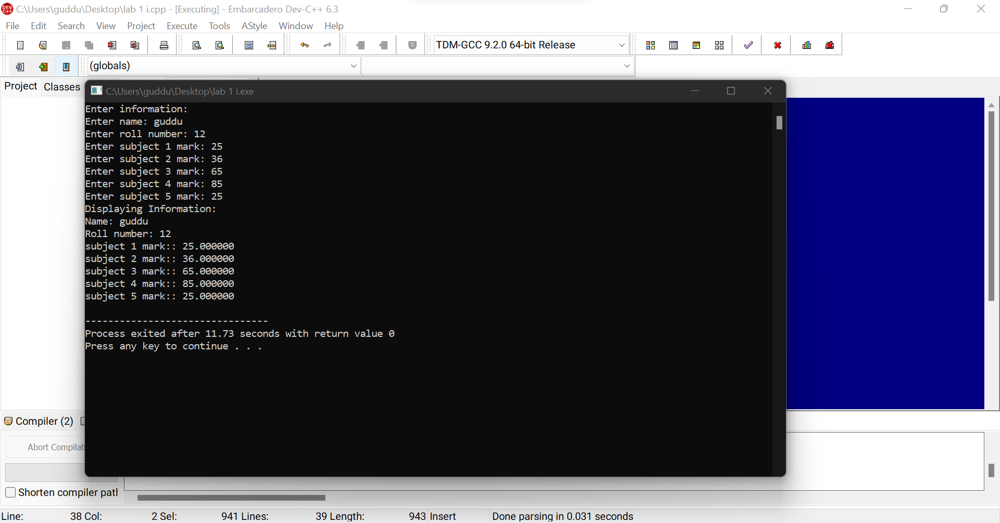 C:\Users\guddu\Desktop\lab 1 i.cpp - [Executing] - Embarcadero Dev-C++ 6.3
File Edit Search View Project Execute Tools AStyle Window Help
TDM-GCC 9.2.0 64-bit Release
(globals)
Project Classes
C:\Users\guddu\Desktop\lab 1 i.exe
Enter information:
Enter name: guddu
Enter roll number: 12
Enter subject 1 mark: 25
Enter subject 2 mark: 36
Enter subject 3 mark: 65
Enter subject 4 mark: 85
Enter subject 5 mark: 25
Displaying Information:
Name: guddu
Roll number: 12
subject 1 mark:: 25.000000
subject 2 mark:: 36.000000
subject 3 mark:: 65.000000
subject 4 mark:: 85.000000
subject 5 mark:: 25.000000
--------------------------------
Process exited after 11.73 seconds with return value 0
Press any key to continue . . .
Compiler (2)
Abort Compilati
Shorten compiler path
Line: 38 Col: 2 Sel: 941 Lines: 39 Length: 943 Insert Done parsing in 0.031 seconds